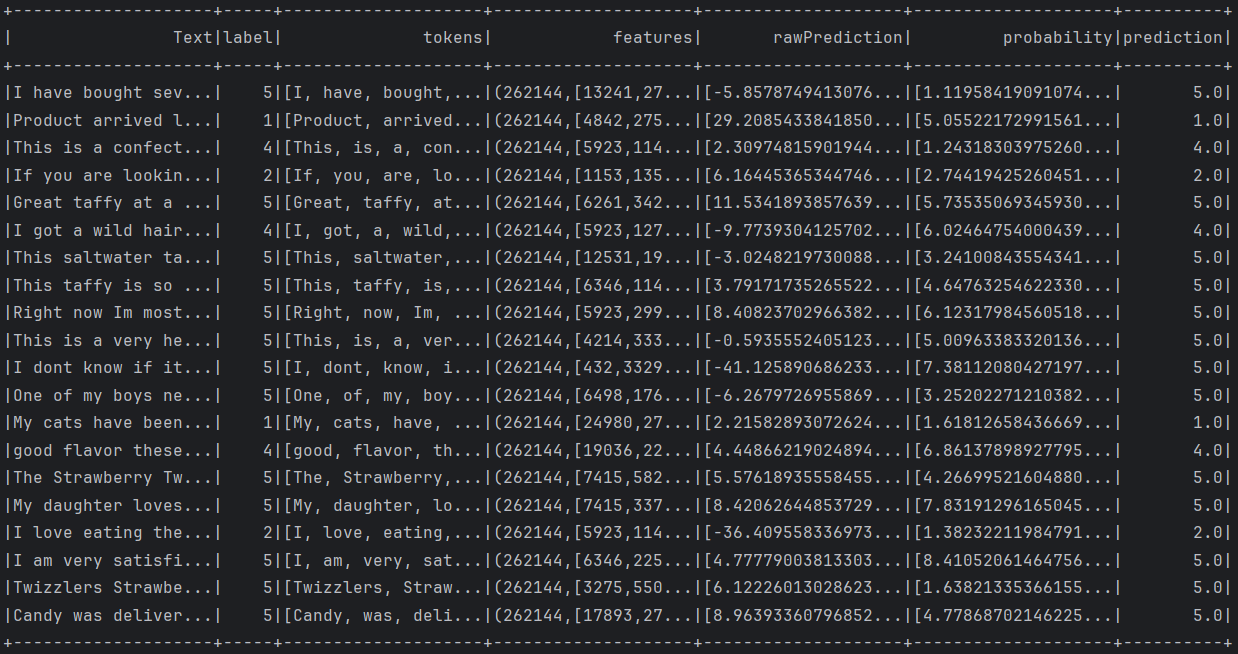 +--------------------+-----+--------------------+--------------------+--------------------+--------------------+----------+
|                Text|label|              tokens|            features|       rawPrediction|         probability|prediction|
+--------------------+-----+--------------------+--------------------+--------------------+--------------------+----------+
|I have bought sev...|    5|[I, have, bought,...|(262144,[13241,27...|[-5.8578749413076...|[1.11958419091074...|       5.0|
|Product arrived l...|    1|[Product, arrived...|(262144,[4842,275...|[29.2085433841850...|[5.05522172991561...|       1.0|
|This is a confect...|    4|[This, is, a, con...|(262144,[5923,114...|[2.30974815901944...|[1.24318303975260...|       4.0|
|If you are lookin...|    2|[If, you, are, lo...|(262144,[1153,135...|[6.16445365344746...|[2.74419425260451...|       2.0|
|Great taffy at a ...|    5|[Great, taffy, at...|(262144,[6261,342...|[11.5341893857639...|[5.73535069345930...|       5.0|
|I got a wild hair...|    4|[I, got, a, wild,...|(262144,[5923,127...|[-9.7739304125702...|[6.02464754000439...|       4.0|
|This saltwater ta...|    5|[This, saltwater,...|(262144,[12531,19...|[-3.0248219730088...|[3.24100843554341...|       5.0|
|This taffy is so ...|    5|[This, taffy, is,...|(262144,[6346,114...|[3.79171735265522...|[4.64763254622330...|       5.0|
|Right now Im most...|    5|[Right, now, Im, ...|(262144,[5923,299...|[8.40823702966382...|[6.12317984560518...|       5.0|
|This is a very he...|    5|[This, is, a, ver...|(262144,[4214,333...|[-0.5935552405123...|[5.00963383320136...|       5.0|
|I dont know if it...|    5|[I, dont, know, i...|(262144,[432,3329...|[-41.125890686233...|[7.38112080427197...|       5.0|
|One of my boys ne...|    5|[One, of, my, boy...|(262144,[6498,176...|[-6.2679726955869...|[3.25202271210382...|       5.0|
|My cats have been...|    1|[My, cats, have, ...|(262144,[24980,27...|[2.21582893072624...|[1.61812658436669...|       1.0|
|good flavor these...|    4|[good, flavor, th...|(262144,[19036,22...|[4.44866219024894...|[6.86137898927795...|       4.0|
|The Strawberry Tw...|    5|[The, Strawberry,...|(262144,[7415,582...|[5.57618935558455...|[4.26699521604880...|       5.0|
|My daughter loves...|    5|[My, daughter, lo...|(262144,[7415,337...|[8.42062644853729...|[7.83191296165045...|       5.0|
|I love eating the...|    2|[I, love, eating,...|(262144,[5923,114...|[-36.409558336973...|[1.38232211984791...|       2.0|
|I am very satisfi...|    5|[I, am, very, sat...|(262144,[6346,225...|[4.77779003813303...|[8.41052061464756...|       5.0|
|Twizzlers Strawbe...|    5|[Twizzlers, Straw...|(262144,[3275,550...|[6.12226013028623...|[1.63821335366155...|       5.0|
|Candy was deliver...|    5|[Candy, was, deli...|(262144,[17893,27...|[8.96393360796852...|[4.77868702146225...|       5.0|
+--------------------+-----+--------------------+--------------------+--------------------+--------------------+----------+